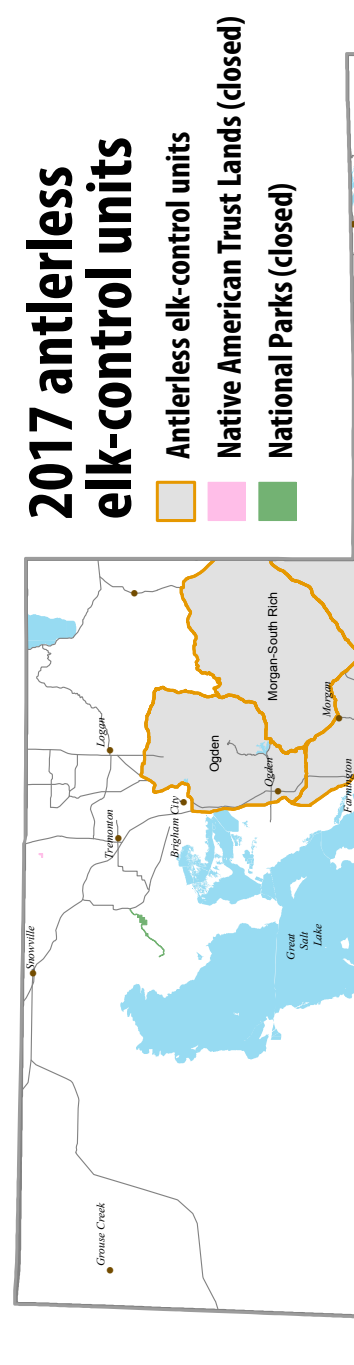 2017 antlerless
elk-control units
Antlerless elk-control units
Native American Trust Lands (closed)
National Parks (closed)
Grouse Creek
Snowville
Tremonton
Logan
Brigham City
Ogden
Ogden
Morgan-South Rich
Great
Salt
Lake
Morgan
Farmington